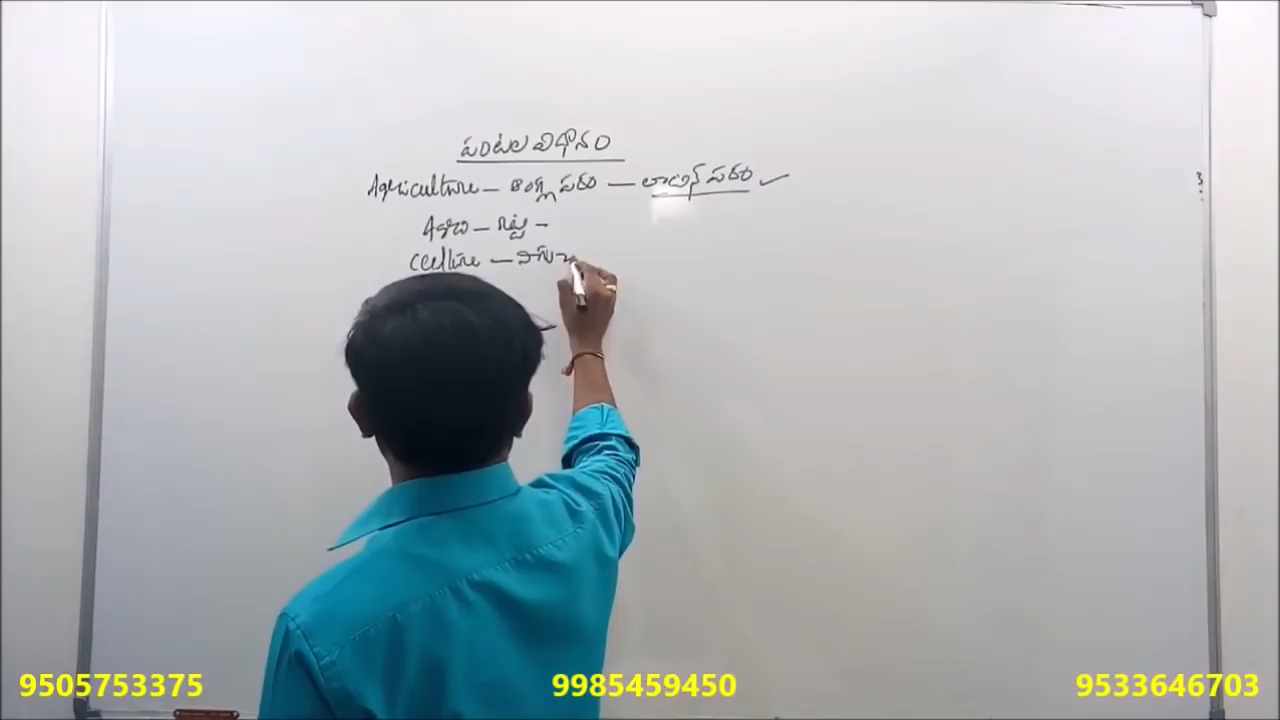 పంటల విధానం
Agriculture – ఆంగ్ల పదం – లాటిన్ పదం ✓
Agri –
Culture –
9505753375 9985459450 9533646703